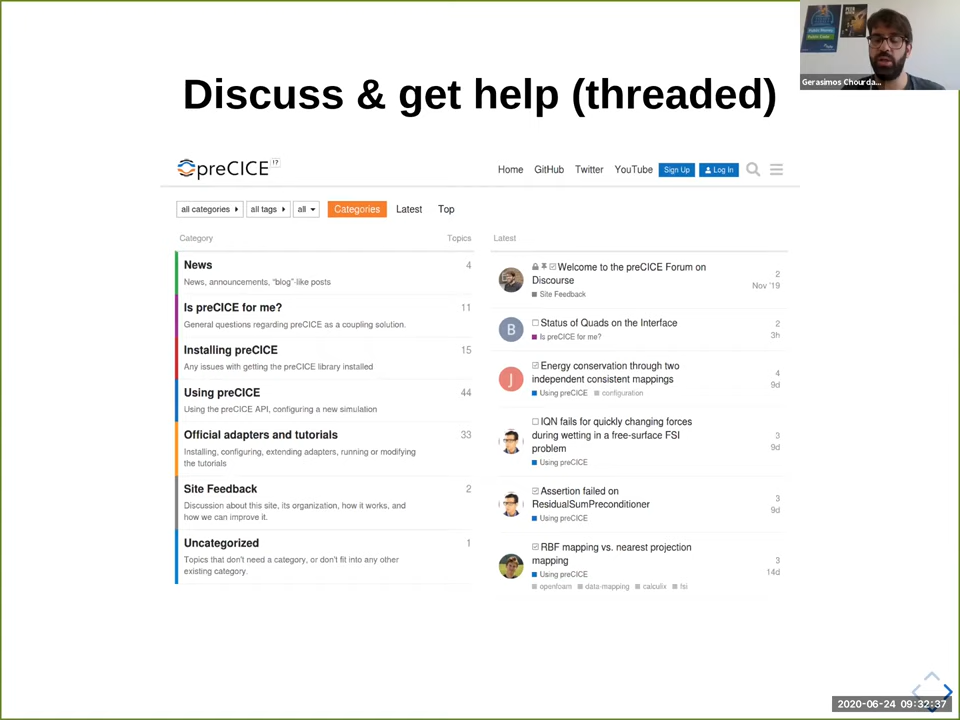 Gerasimos Chourda...
Discuss & get help (threaded)
preCICE 17
Home GitHub Twitter YouTube Sign Up Log In
all categories all tags all Categories Latest Top
Category Topics
News 4
News, announcements, "blog"-like posts
Is preCICE for me? 11
General questions regarding preCICE as a coupling solution.
Installing preCICE 15
Any issues with getting the preCICE library installed
Using preCICE 44
Using the preCICE API, configuring a new simulation
Official adapters and tutorials 33
Installing, configuring, extending adapters, running or modifying
the tutorials
Site Feedback 2
Discussion about this site, its organization, how it works, and
how we can improve it.
Uncategorized 1
Topics that don't need a category, or don't fit into any other
existing category.
Latest
Welcome to the preCICE Forum on
Discourse
Site Feedback
2
Nov '19
B
Status of Quads on the Interface
Is preCICE for me?
2
3h
J
Energy conservation through two
independent consistent mappings
Using preCICE configuration
4
9d
IQN fails for quickly changing forces
during wetting in a free-surface FSI
problem
Using preCICE
3
9d
Assertion failed on
ResidualSumPreconditioner
Using preCICE
3
9d
RBF mapping vs. nearest projection
mapping
Using preCICE
openfoam data-mapping calculix fsi
3
14d
2020-06-24 09:32:37